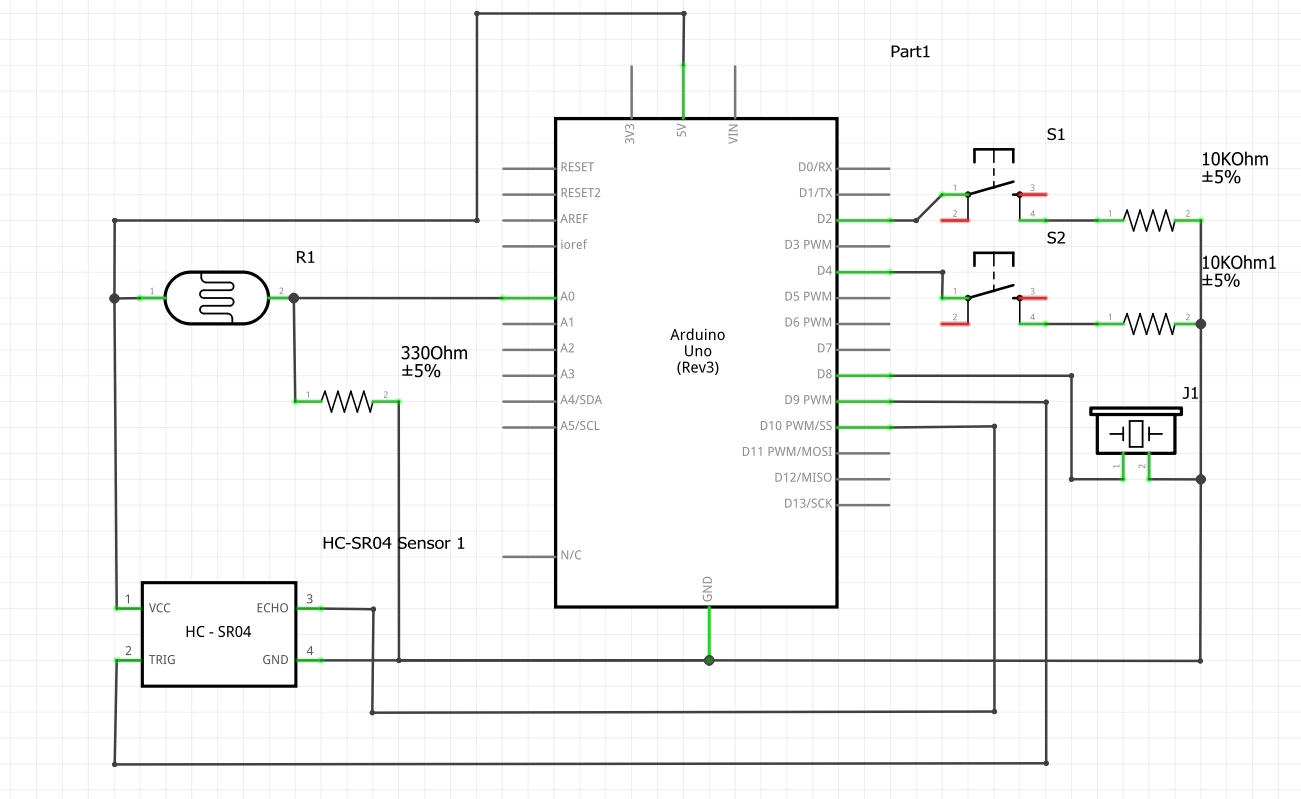 Part1
3V3
5V
VIN
S1
10KOhm
±5%
RESET
D0/RX
RESET2
D1/TX
1
3
AREF
D2
2
4
1
2
ioref
D3 PWM
S2
R1
D4
10KOhm1
±5%
1
2
A0
D5 PWM
1
3
A1
D6 PWM
2
4
1
2
Arduino
Uno
(Rev3)
330Ohm
±5%
A2
D7
A3
D8
1
2
A4/SDA
D9 PWM
J1
A5/SCL
D10 PWM/SS
D11 PWM/MOSI
1
2
D12/MISO
D13/SCK
HC-SR04 Sensor 1
N/C
GND
1
VCC
ECHO
3
HC - SR04
2
TRIG
GND
4